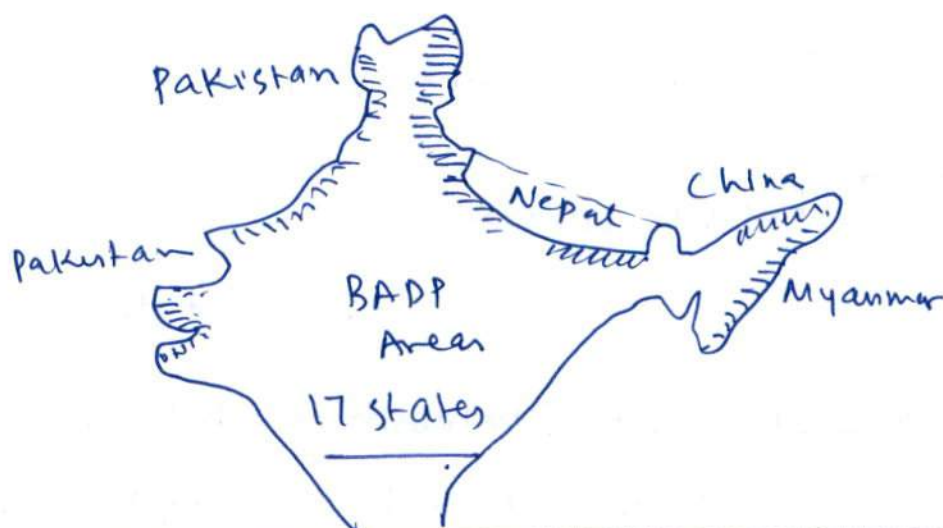 Pakistan
China
Nepal
Pakistan
Myanmar
BADP
Areas
17 states